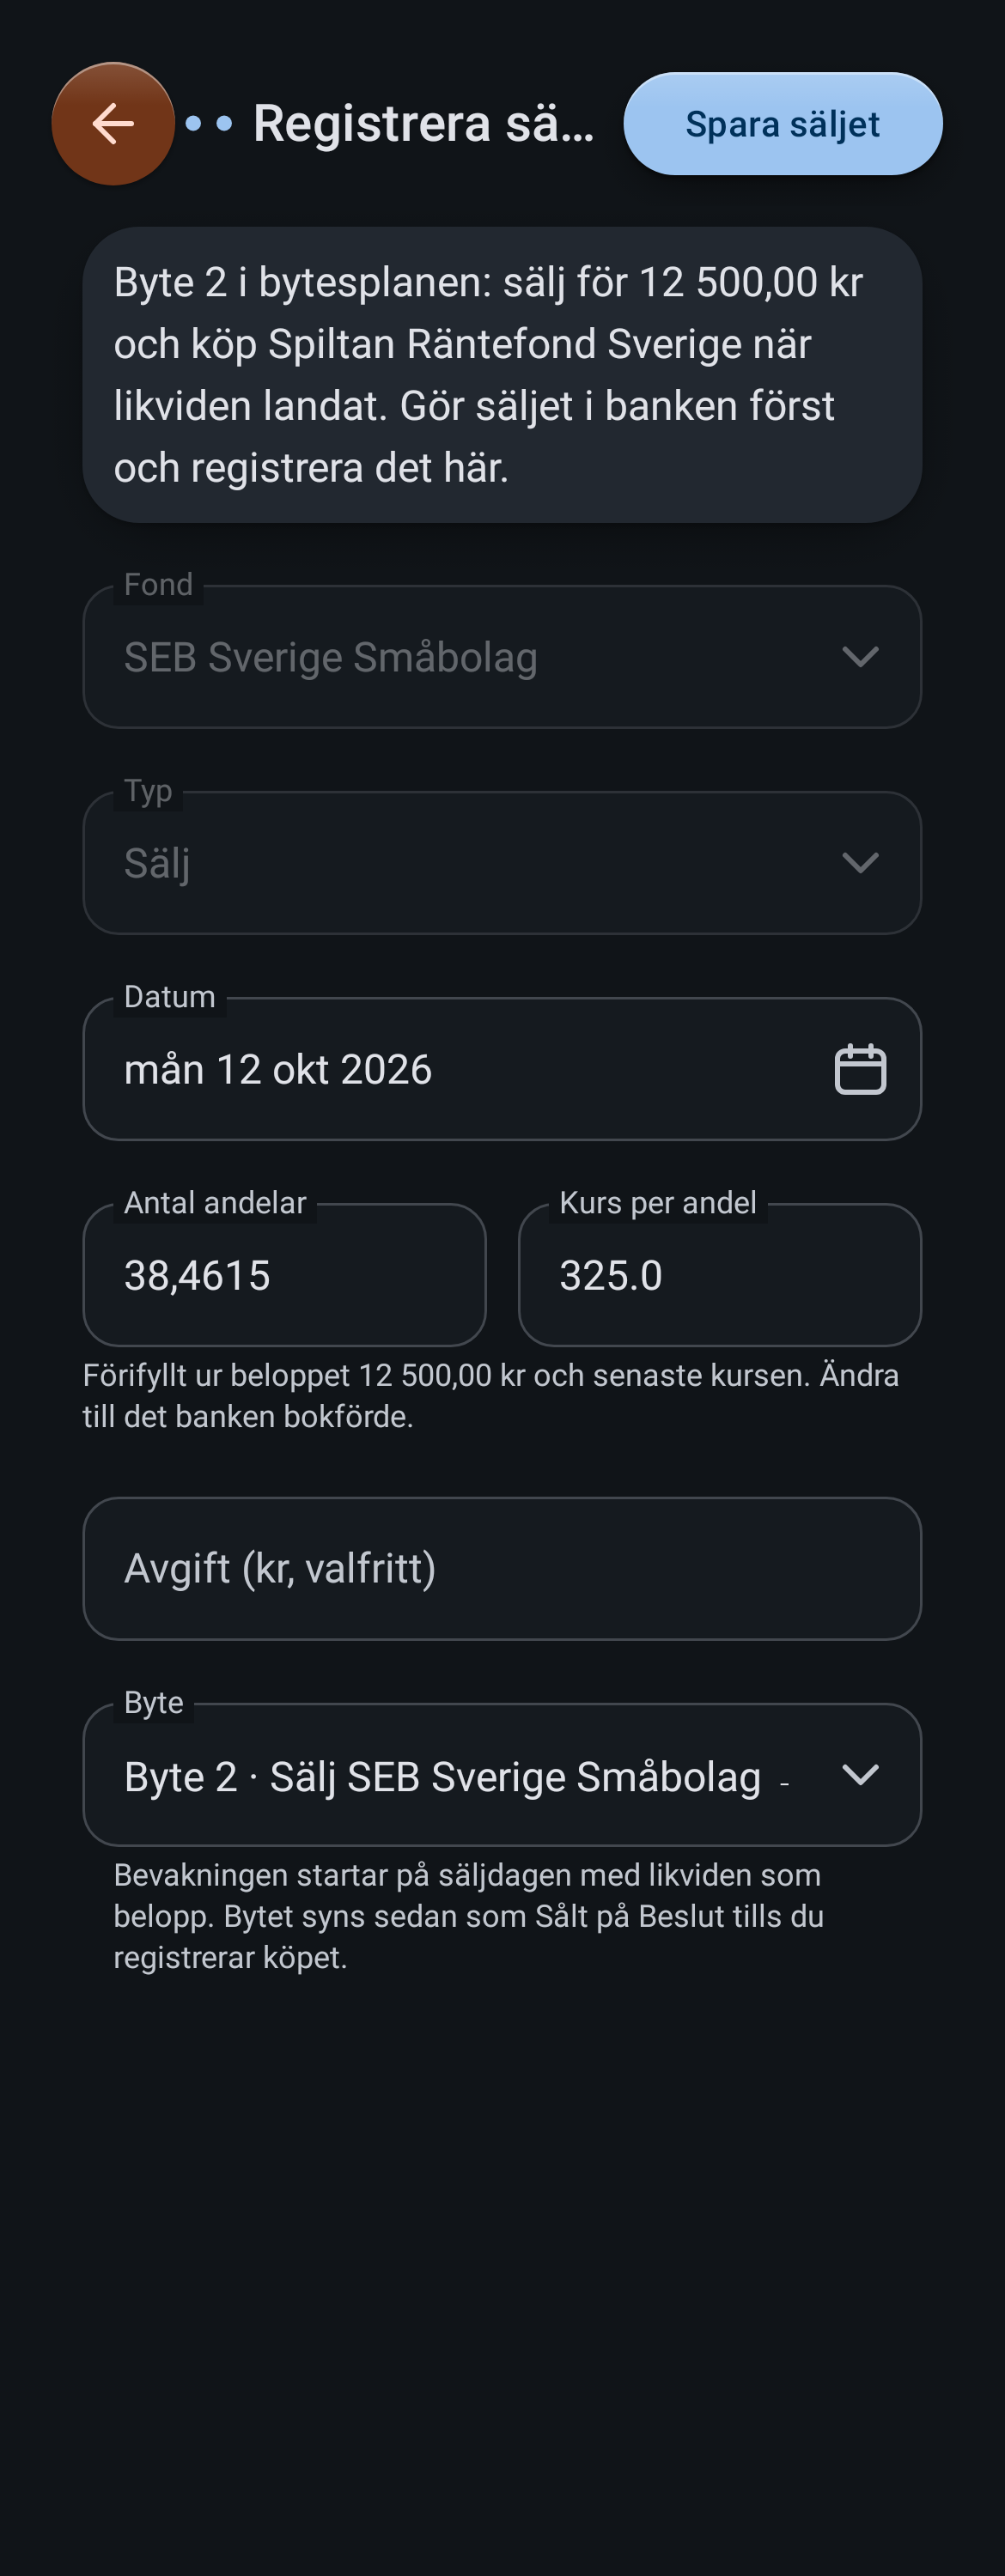 Registrera sä...
Spara säljet
Byte 2 i bytesplanen: sälj för 12 500,00 kr
och köp Spiltan Räntefond Sverige när
likviden landat. Gör säljet i banken först
och registrera det här.
Fond
SEB Sverige Småbolag
Typ
Sälj
Datum
mån 12 okt 2026
Antal andelar
38,4615
Kurs per andel
325.0
Förifyllt ur beloppet 12 500,00 kr och senaste kursen. Ändra
till det banken bokförde.
Avgift (kr, valfritt)
Byte
Byte 2 · Sälj SEB Sverige Småbolag
Bevakningen startar på säljdagen med likviden som
belopp. Bytet syns sedan som Sålt på Beslut tills du
registrerar köpet.